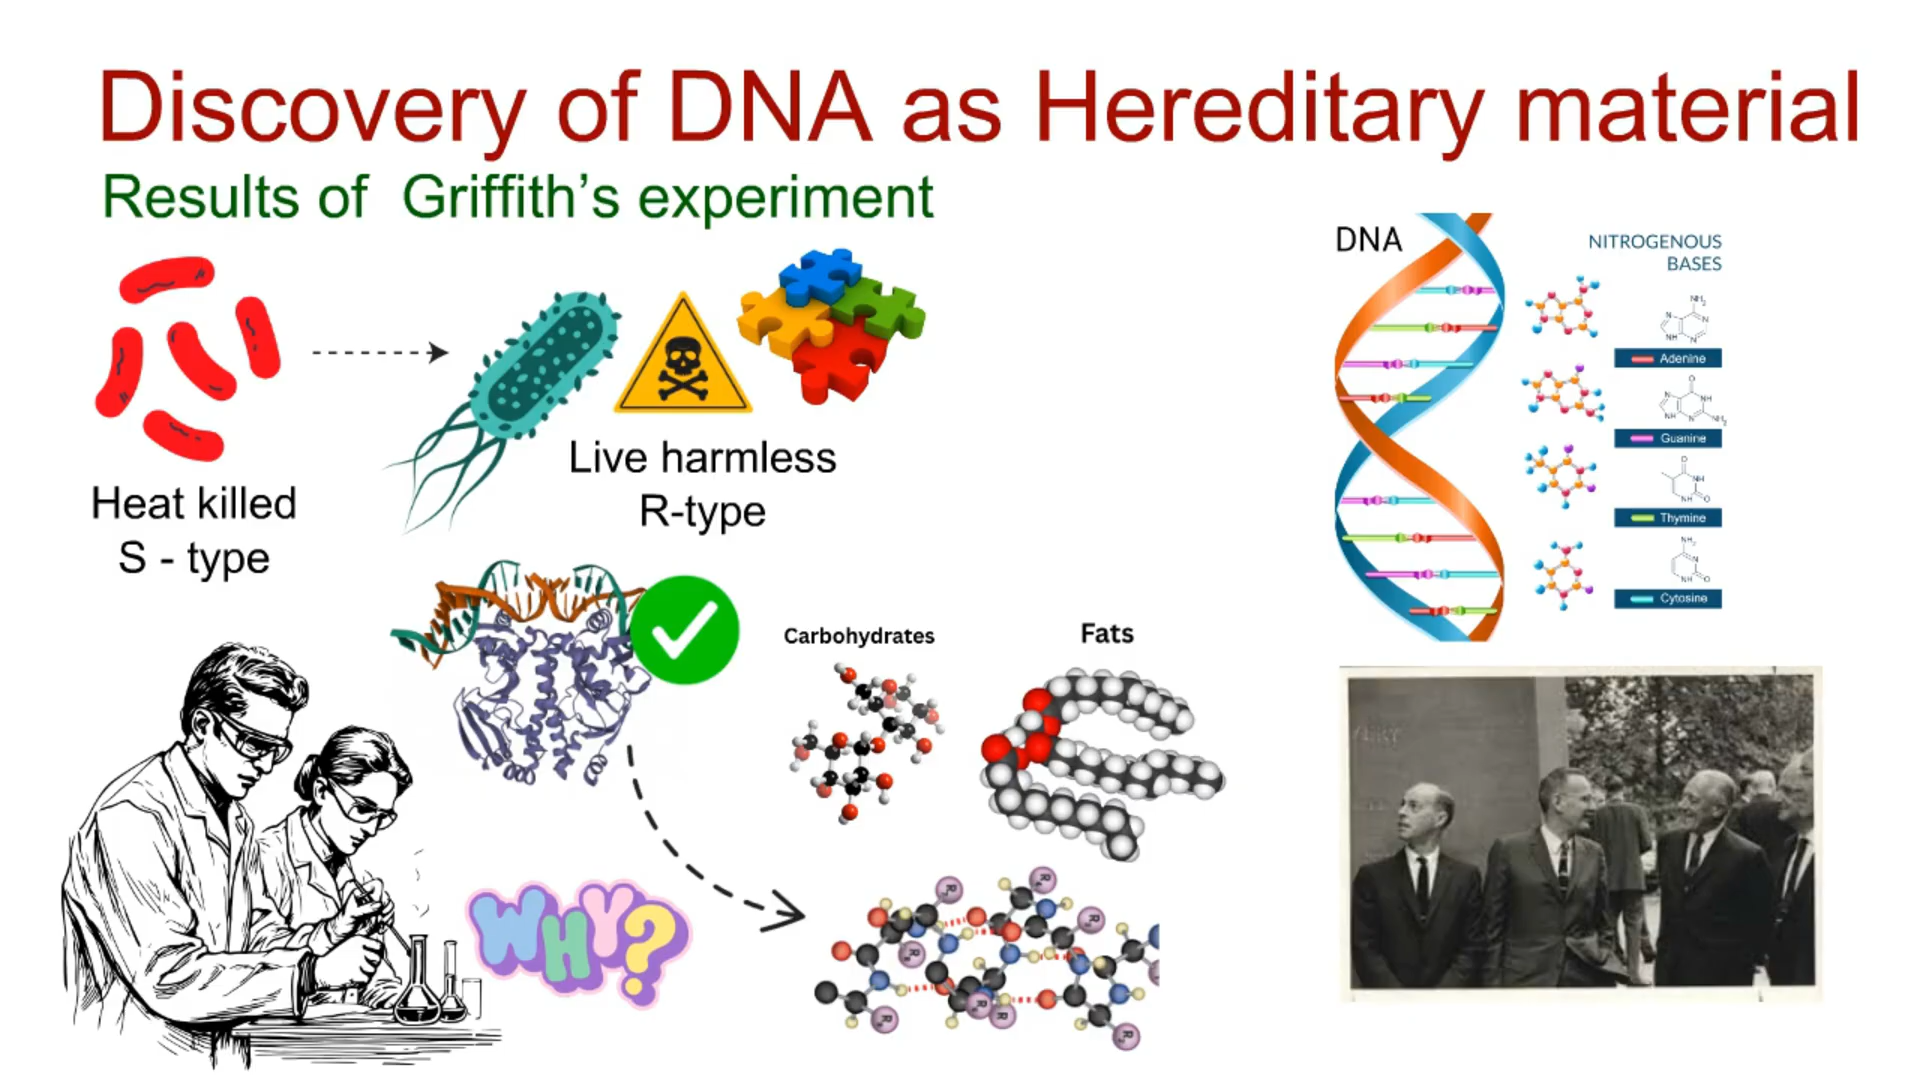 Discovery of DNA as Hereditary material
Results of Griffith's experiment
Heat killed
S - type
Live harmless
R-type
WHY?
Carbohydrates
Fats
DNA
NITROGENOUS
BASES
Adenine
Guanine
Thymine
Cytosine